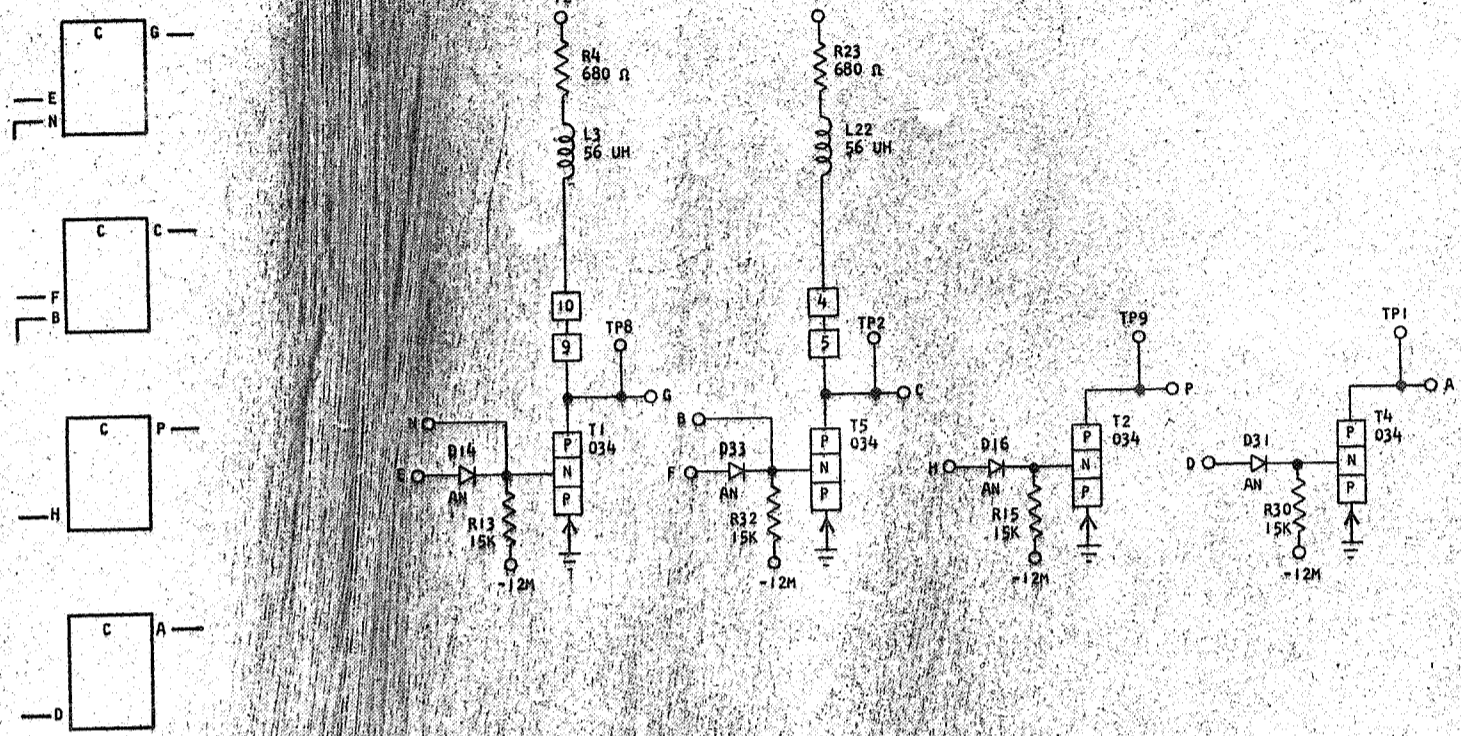 C G
E
N
C C
F
B
C P
H
C A
D
R4
680 Ω
L3
56 UH
10
9
TP8
G
N
E
D14
AN
T1
034
P
N
P
R13
15K
-12M
R23
680 Ω
L22
56 UH
4
5
TP2
C
B
F
D33
AN
T5
034
P
N
P
R32
15K
-12M
TP9
P
H
D16
AN
T2
034
P
N
P
R15
15K
-12M
TP1
A
D
D31
AN
T4
034
P
N
P
R30
15K
-12M